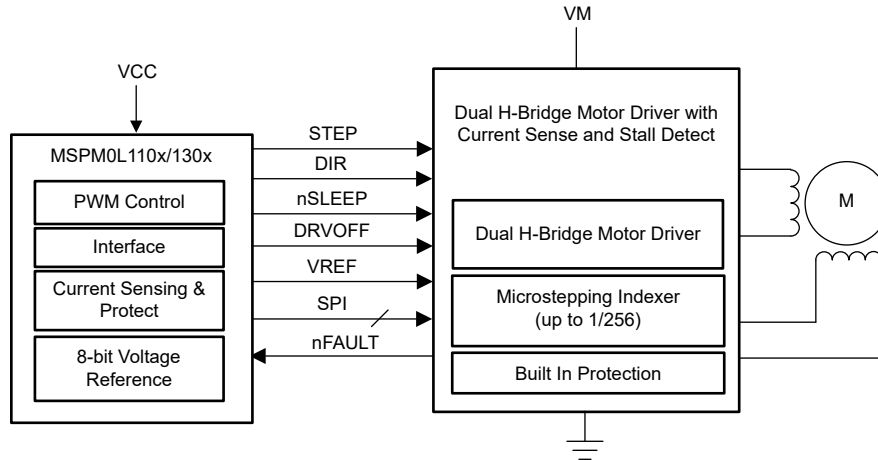 VM
VCC
MSPM0L110x/130x
PWM Control
Interface
Current Sensing &
Protect
8-bit Voltage
Reference
STEP
DIR
nSLEEP
DRVOFF
VREF
SPI
nFAULT
Dual H-Bridge Motor Driver with
Current Sense and Stall Detect
Dual H-Bridge Motor Driver
Microstepping Indexer
(up to 1/256)
Built In Protection
M